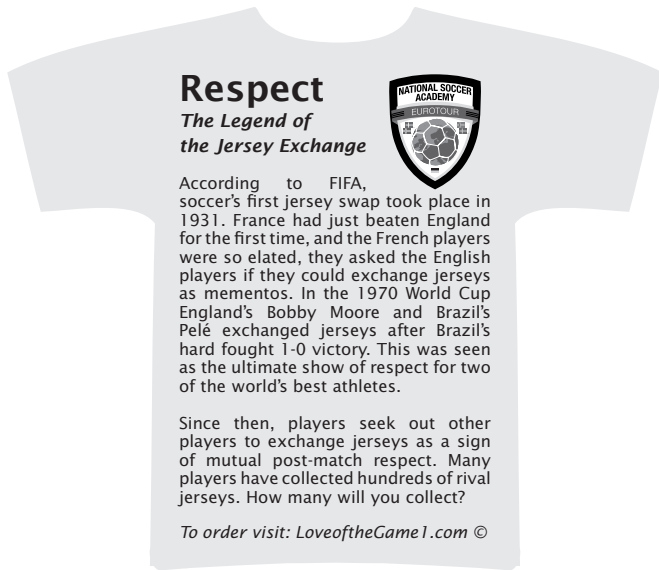 Respect
The Legend of
the Jersey Exchange
NATIONAL SOCCER
ACADEMY
EUROTOUR
According to FIFA,
soccer's first jersey swap took place in
1931. France had just beaten England
for the first time, and the French players
were so elated, they asked the English
players if they could exchange jerseys
as mementos. In the 1970 World Cup
England's Bobby Moore and Brazil's
Pelé exchanged jerseys after Brazil's
hard fought 1-0 victory. This was seen
as the ultimate show of respect for two
of the world's best athletes.
Since then, players seek out other
players to exchange jerseys as a sign
of mutual post-match respect. Many
players have collected hundreds of rival
jerseys. How many will you collect?
To order visit: LoveoftheGame1.com ©